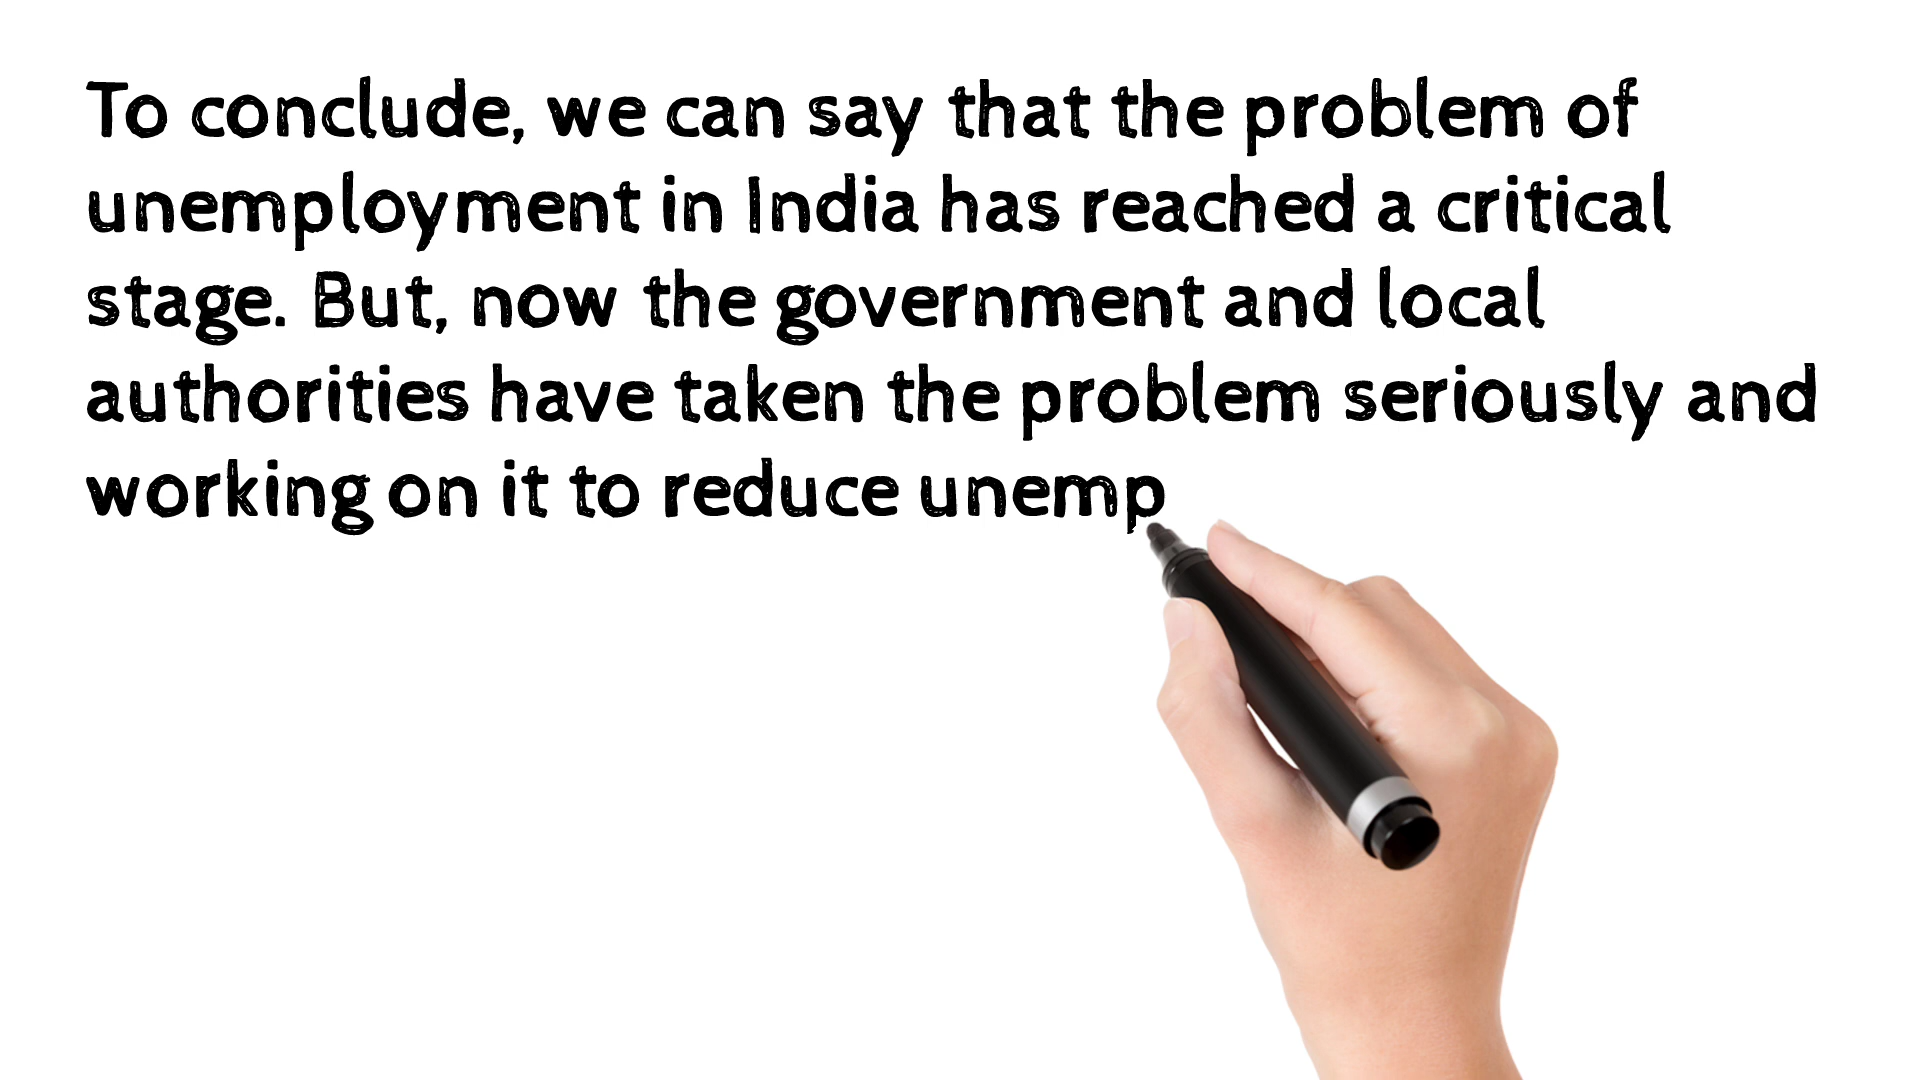 To conclude, we can say that the problem of
unemployment in India has reached a critical
stage. But, now the government and local
authorities have taken the problem seriously and
working on it to reduce unemp